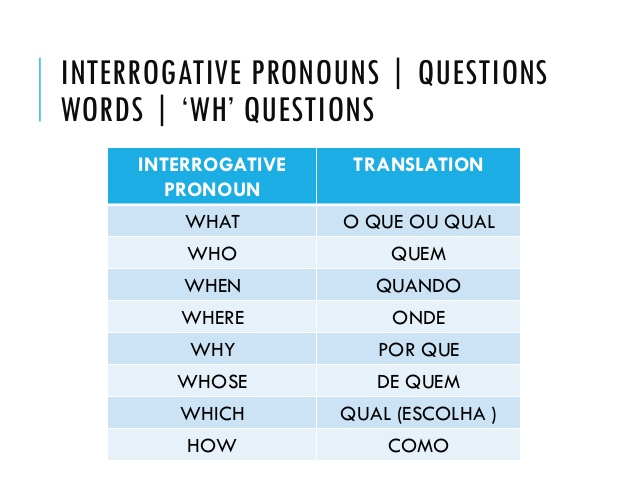 INTERROGATIVE PRONOUNS | QUESTIONS
WORDS | ‘WH’ QUESTIONS
INTERROGATIVE PRONOUN TRANSLATION
WHAT O QUE OU QUAL
WHO QUEM
WHEN QUANDO
WHERE ONDE
WHY POR QUE
WHOSE DE QUEM
WHICH QUAL (ESCOLHA )
HOW COMO